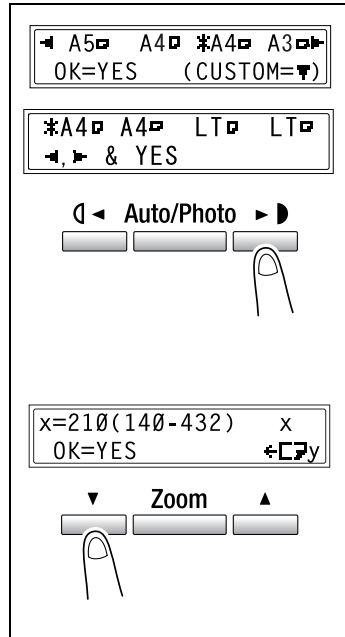 ◄ A5 A4 *A4 A3 ►
OK=YES (CUSTOM=▼)
*A4 A4 LT LT
◄, ► & YES
◄ Auto/Photo ►
x=210(140-432) x
OK=YES ←y
▼ Zoom ▲